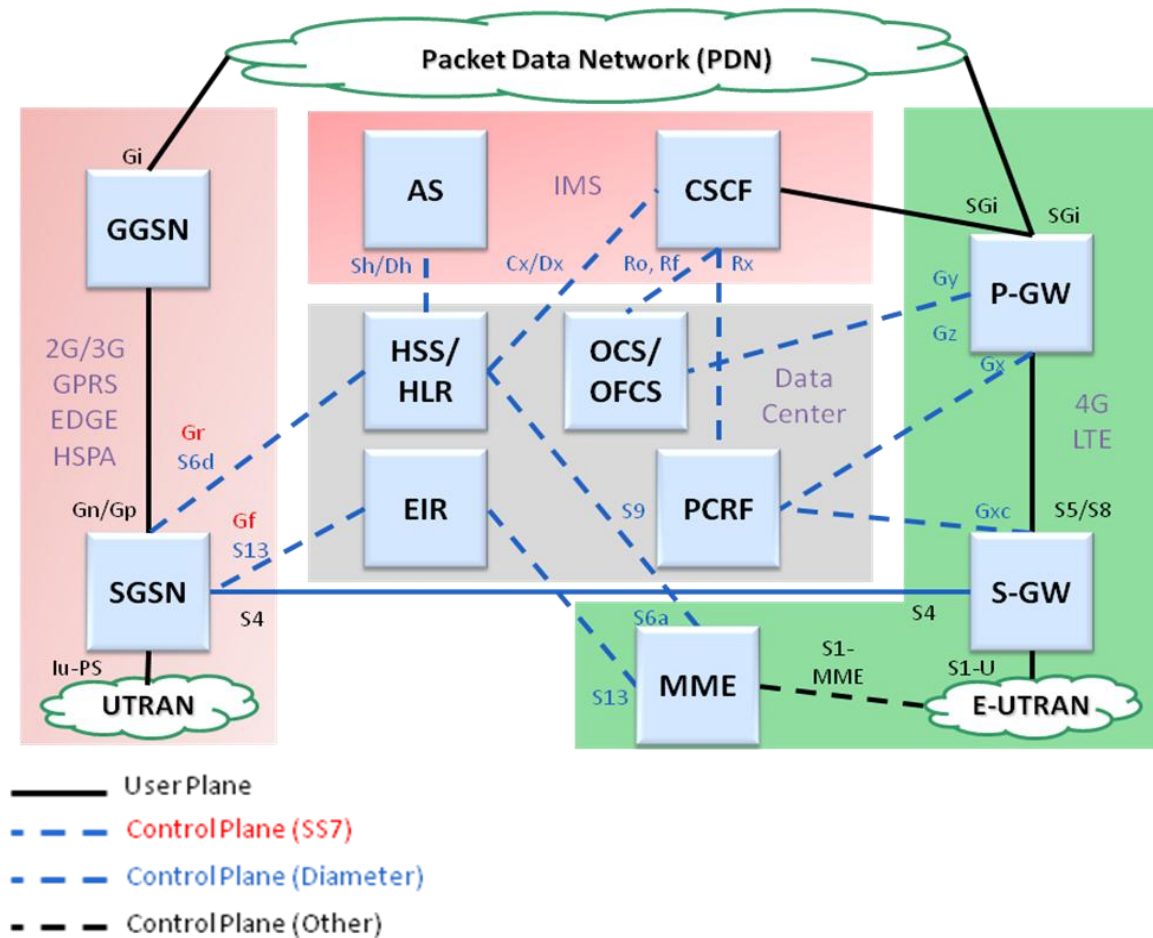 Packet Data Network (PDN)
Gi
GGSN
2G/3G
GPRS
EDGE
HSPA
Gn/Gp
SGSN
Iu-PS
UTRAN
Gr
S6d
Gf
S13
S4
AS
IMS
CSCF
Sh/Dh
Cx/Dx
Ro, Rf
Rx
HSS/
HLR
OCS/
OFCS
Data
Center
EIR
S9
PCRF
SGi
SGi
P-GW
Gy
Gz
Gx
4G
LTE
Gxc
S5/S8
S-GW
S4
S6a
S13
MME
S1-
MME
S1-U
E-UTRAN
User Plane
Control Plane (SS7)
Control Plane (Diameter)
Control Plane (Other)